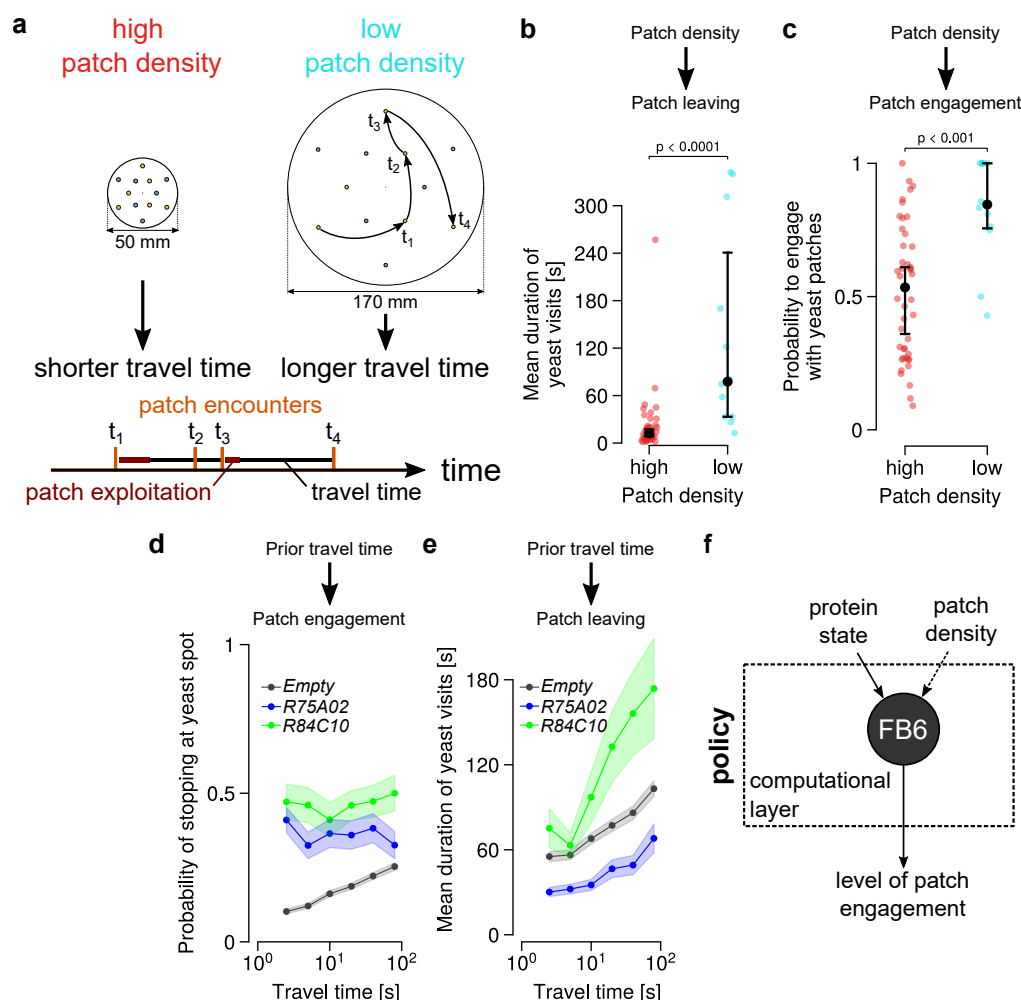 a
high
patch density
low
patch density
t3
t2
t1
t4
50 mm
170 mm
shorter travel time
longer travel time
patch encounters
t1
t2
t3
t4
time
patch exploitation
travel time
b
Patch density
Patch leaving
p < 0.0001
Mean duration of
yeast visits [s]
300
240
180
120
60
0
high
low
Patch density
c
Patch density
Patch engagement
p < 0.001
Probability to engage
with yeast patches
1
0.5
0
high
low
Patch density
d
Prior travel time
Patch engagement
Probability of stopping at yeast spot
1
0.5
0
Empty
R75A02
R84C10
10^0
10^1
10^2
Travel time [s]
e
Prior travel time
Patch leaving
Mean duration of yeast visits [s]
180
120
60
0
Empty
R75A02
R84C10
10^0
10^1
10^2
Travel time [s]
f
protein
state
patch
density
policy
FB6
computational
layer
level of patch
engagement